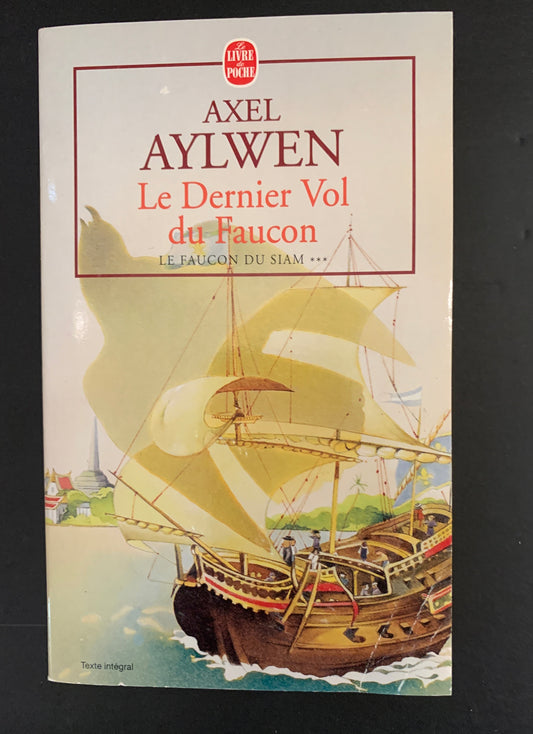 Le
LIVRE
de
POCHE
AXEL
AYLWEN
Le Dernier Vol
du Faucon
LE FAUCON DU SIAM ***
Texte intégral